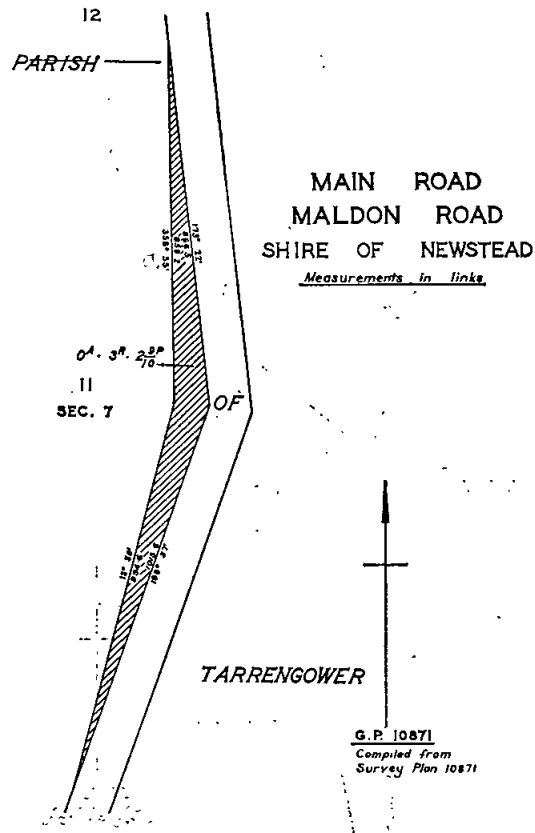 12
PARISH
MAIN ROAD
MALDON ROAD
SHIRE OF NEWSTEAD
Measurements in links
0ᴬ. 3ᴿ. 2 9/10ᴾ
11
SEC. 7
OF
TARRENGOWER
G.P. 10871
Compiled from
Survey Plan 10871